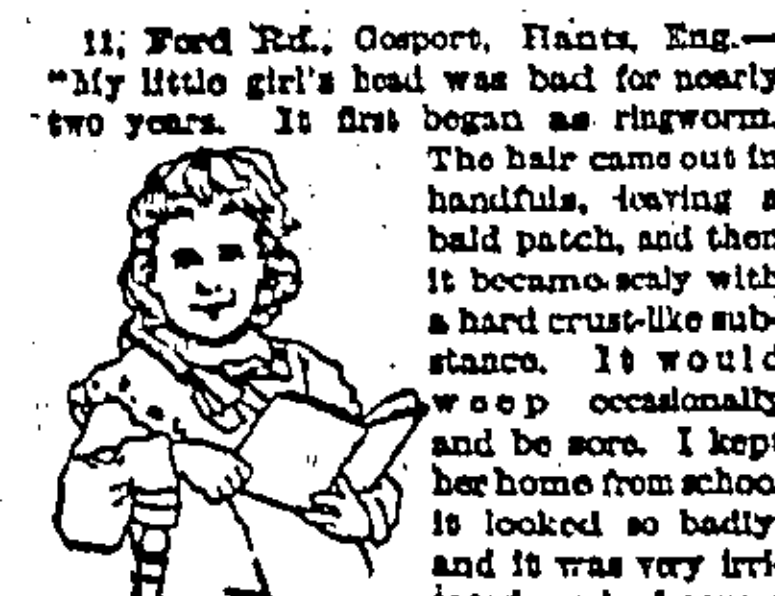 11, Ford Rd., Gosport, Hants, Eng.—
"My little girl's head was bad for nearly
two years. It first began as ringworm.
The hair came out in
handfuls, leaving a
bald patch, and then
it became scaly with
a hard crust-like sub-
stance. It would
weep occasionally
and be sore. I kept
her home from school
it looked so badly
and it was very irri-